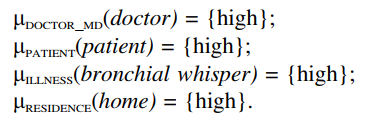 μDOCTOR_MD(doctor) = {high};
μPATIENT(patient) = {high};
μILLNESS(bronchial whisper) = {high};
μRESIDENCE(home) = {high}.